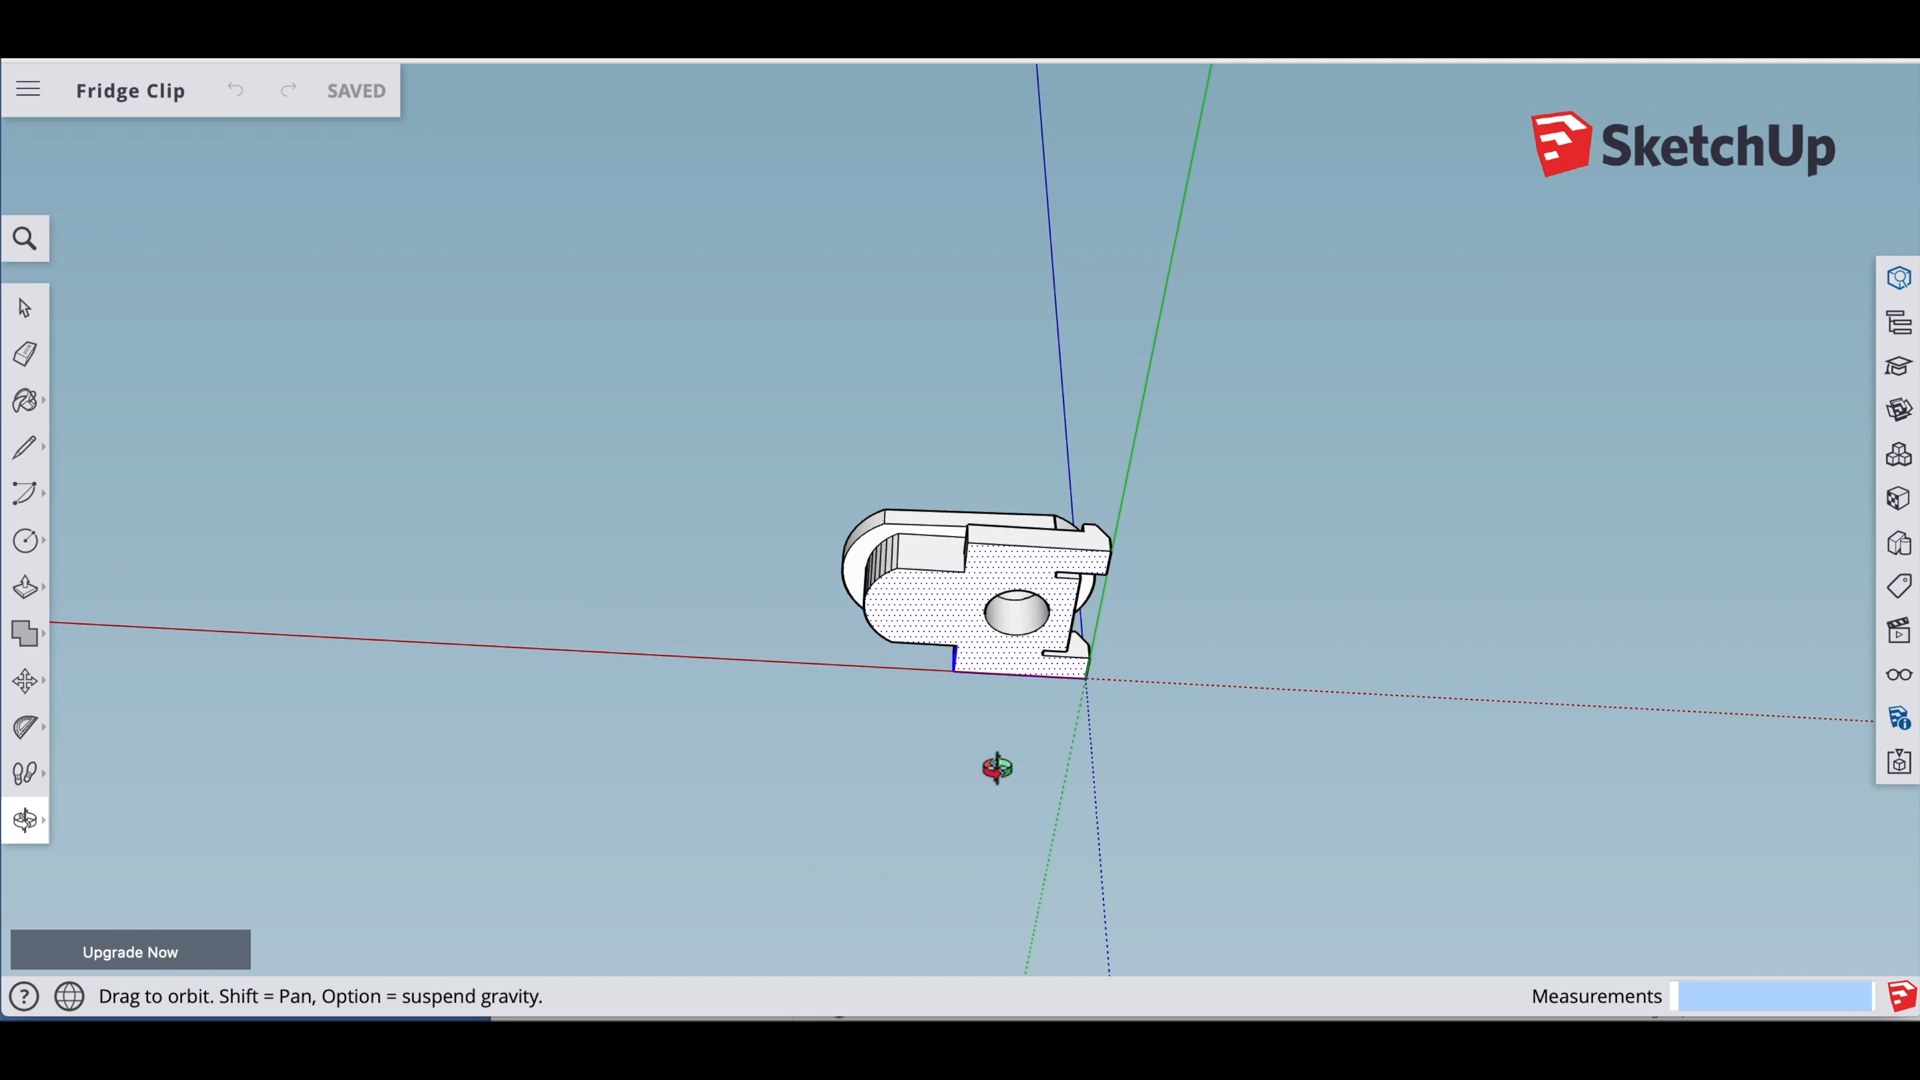 Fridge Clip
SAVED
SketchUp
Upgrade Now
Drag to orbit. Shift = Pan, Option = suspend gravity.
Measurements